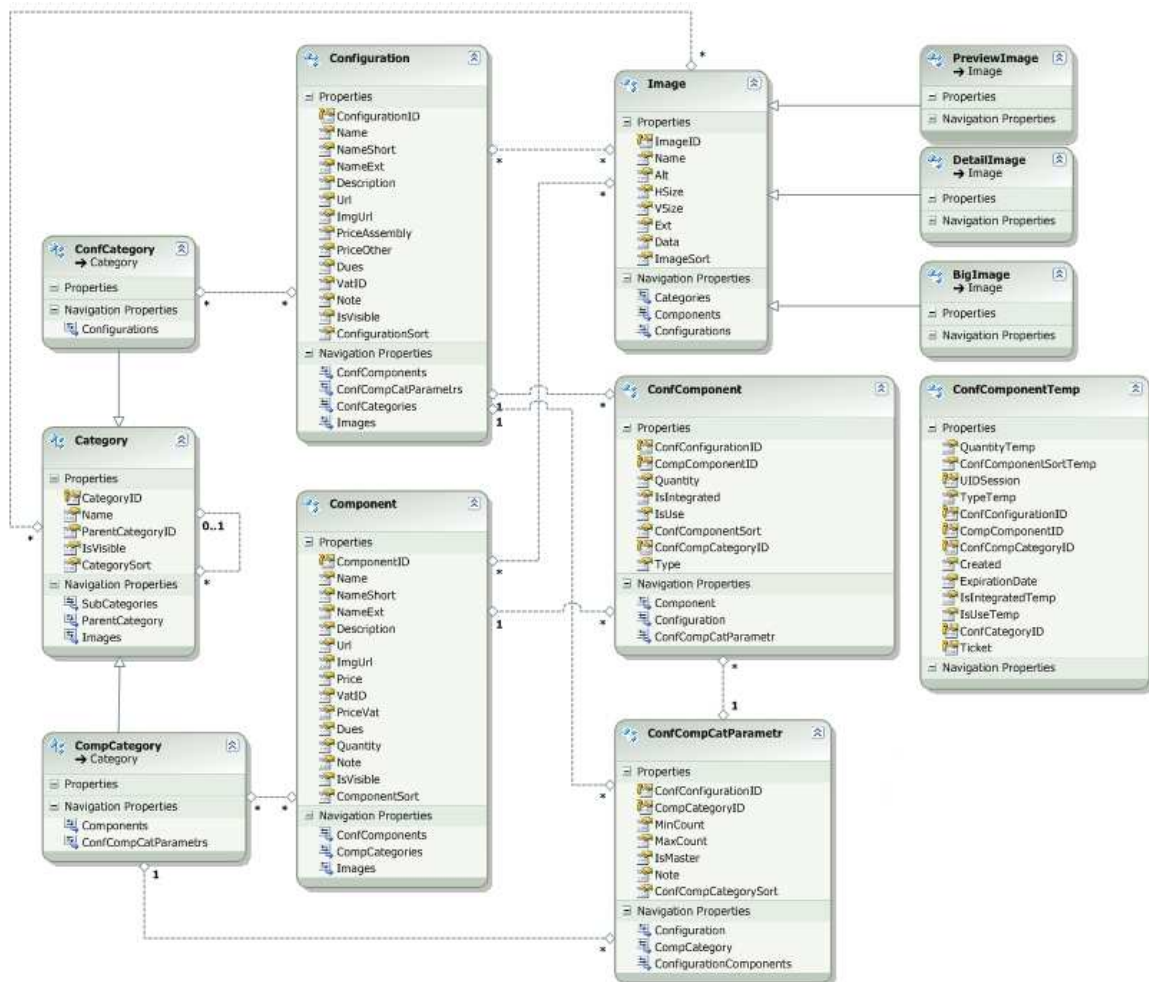 Configuration
Properties
ConfigurationID
Name
NameShort
NameExt
Description
Url
ImgUrl
PriceAssembly
PriceOther
Dues
VatID
Note
IsVisible
ConfigurationSort
Navigation Properties
ConfComponents
ConfCompCatParametrs
ConfCategories
Images
Image
Properties
ImageID
Name
Alt
HSize
VSize
Ext
Data
ImageSort
Navigation Properties
Categories
Components
Configurations
PreviewImage
Image
Properties
Navigation Properties
DetailImage
Image
Properties
Navigation Properties
BigImage
Image
Properties
Navigation Properties
ConfCategory
Category
Properties
Navigation Properties
Configurations
Category
Properties
CategoryID
Name
ParentCategoryID
IsVisible
CategorySort
Navigation Properties
SubCategories
ParentCategory
Images
CompCategory
Category
Properties
Navigation Properties
Components
ConfCompCatParametrs
Component
Properties
ComponentID
Name
NameShort
NameExt
Description
Url
ImgUrl
Price
VatID
PriceVat
Dues
Quantity
Note
IsVisible
ComponentSort
Navigation Properties
ConfComponents
CompCategories
Images
ConfComponent
Properties
ConfConfigurationID
CompComponentID
Quantity
IsIntegrated
IsUse
ConfComponentSort
ConfCompCategoryID
Type
Navigation Properties
Component
Configuration
ConfCompCatParametr
ConfCompCatParametr
Properties
ConfConfigurationID
CompCategoryID
MinCount
MaxCount
IsMaster
Note
ConfCompCategorySort
Navigation Properties
Configuration
CompCategory
ConfigurationComponents
ConfComponentTemp
Properties
QuantityTemp
ConfComponentSortTemp
UIDSession
TypeTemp
ConfConfigurationID
CompComponentID
ConfCompCategoryID
Created
ExpirationDate
IsIntegratedTemp
IsUseTemp
ConfCategoryID
Ticket
Navigation Properties
*
*
*
*
*
*
*
0..1
*
1
*
1
*
*
1
*
*
1
*
*
1
*